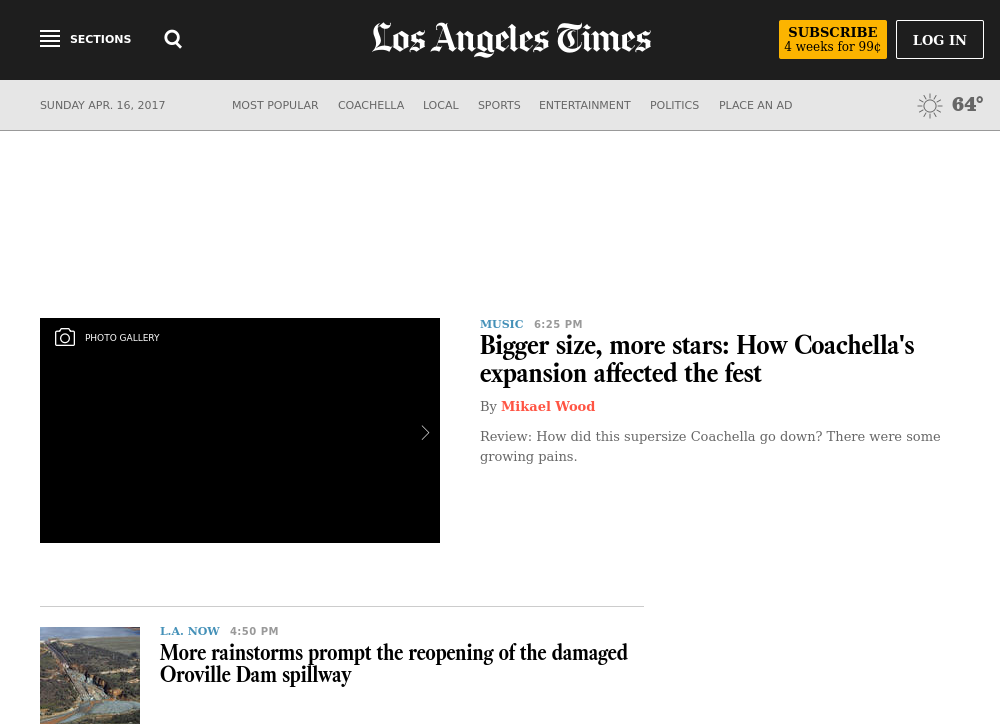 SECTIONS
Los Angeles Times
SUBSCRIBE
4 weeks for 99¢
LOG IN
SUNDAY APR. 16, 2017
MOST POPULAR
COACHELLA
LOCAL
SPORTS
ENTERTAINMENT
POLITICS
PLACE AN AD
64°
PHOTO GALLERY
MUSIC 6:25 PM
Bigger size, more stars: How Coachella's
expansion affected the fest
By Mikael Wood
Review: How did this supersize Coachella go down? There were some
growing pains.
L.A. NOW 4:50 PM
More rainstorms prompt the reopening of the damaged
Oroville Dam spillway